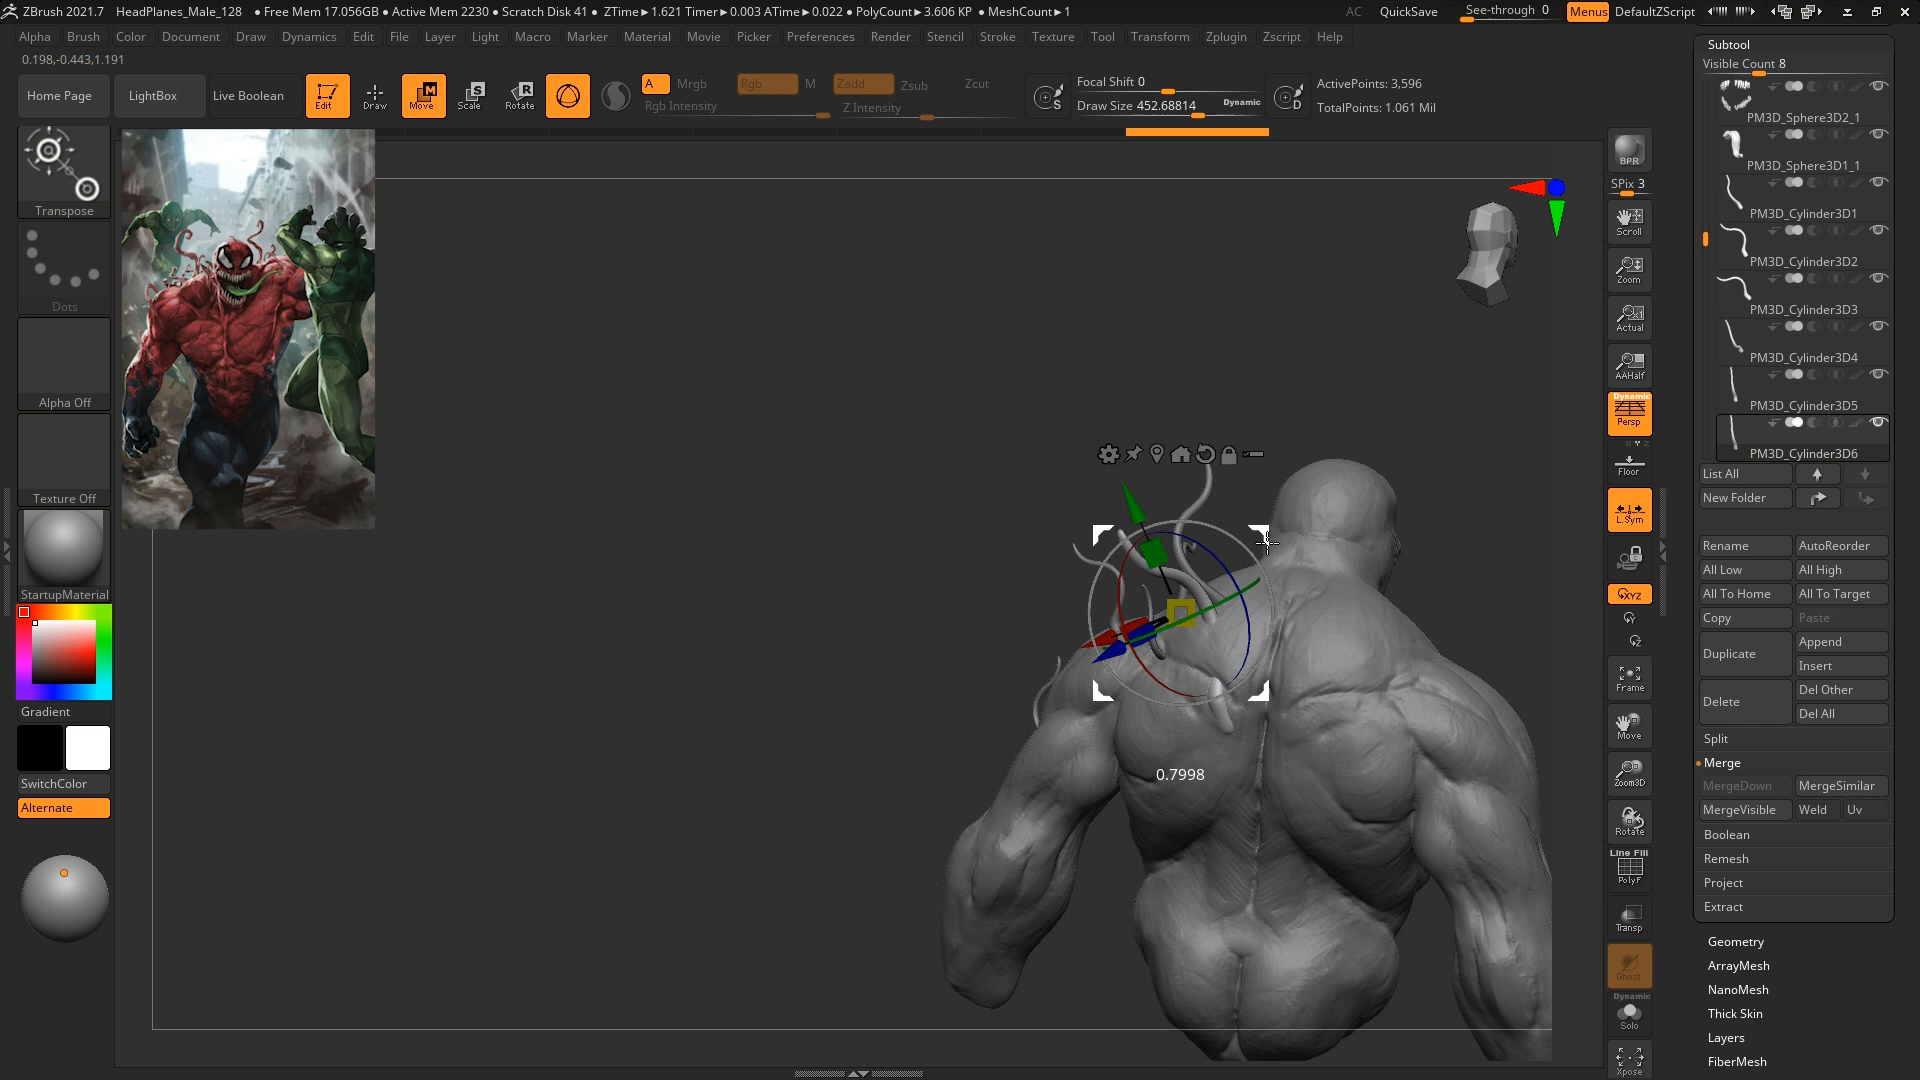 ZBrush 2021.7 HeadPlanes_Male_128 ● Free Mem 17.056GB ● Active Mem 2230 ● Scratch Disk 41 ● ZTime►1.621 Timer►0.003 ATime►0.022 ● PolyCount►3.606 KP ● MeshCount►1 AC QuickSave See-through 0 Menus DefaultZScript
Alpha Brush Color Document Draw Dynamics Edit File Layer Light Macro Marker Material Movie Picker Preferences Render Stencil Stroke Texture Tool Transform Zplugin Zscript Help
0.198,-0.443,1.191
Home Page LightBox Live Boolean Edit Draw Move Scale Rotate A Mrgb Rgb M Zadd Zsub Zcut
Rgb Intensity Z Intensity
S Focal Shift 0
Draw Size 452.68814 Dynamic
D ActivePoints: 3,596
TotalPoints: 1.061 Mil
Transpose
Dots
Alpha Off
Texture Off
StartupMaterial
Gradient
SwitchColor
Alternate
0.7998
BPR
SPix 3
Scroll
Zoom
Actual
AAHalf
Dynamic
Persp
Floor
L.Sym
XYZ
Y
Z
Frame
Move
Zoom3D
Rotate
Line Fill
PolyF
Transp
Ghost
Dynamic
Solo
Xpose
Subtool
Visible Count 8
PM3D_Sphere3D2_1
PM3D_Sphere3D1_1
PM3D_Cylinder3D1
PM3D_Cylinder3D2
PM3D_Cylinder3D3
PM3D_Cylinder3D4
PM3D_Cylinder3D5
PM3D_Cylinder3D6
List All
New Folder
Rename AutoReorder
All Low All High
All To Home All To Target
Copy Paste
Duplicate Append
Insert
Delete Del Other
Del All
Split
Merge
MergeDown MergeSimilar
MergeVisible Weld Uv
Boolean
Remesh
Project
Extract
Geometry
ArrayMesh
NanoMesh
Thick Skin
Layers
FiberMesh